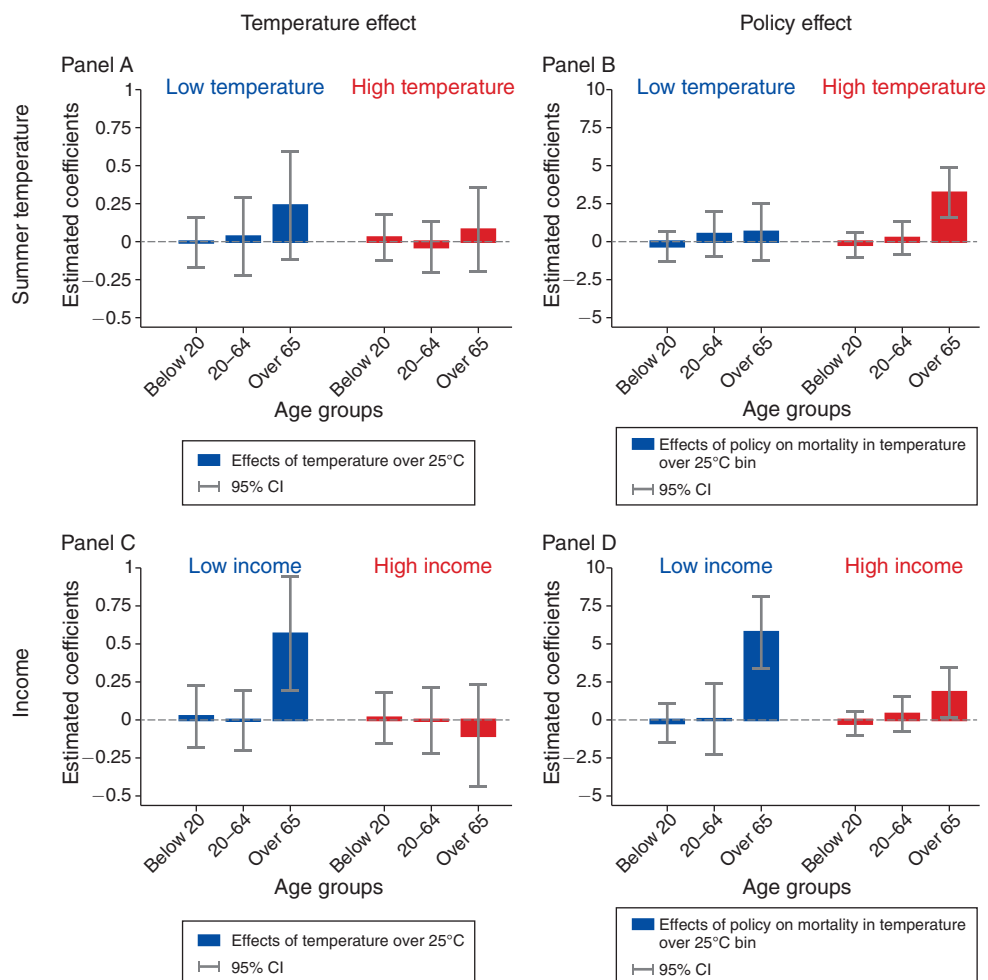 Temperature effect
Policy effect
Summer temperature
Panel A
Low temperature
High temperature
Estimated coefficients
1
0.75
0.5
0.25
0
−0.25
−0.5
Below 20
20–64
Over 65
Below 20
20–64
Over 65
Age groups
Effects of temperature over 25°C
95% CI
Panel B
Low temperature
High temperature
Estimated coefficients
10
7.5
5
2.5
0
−2.5
−5
Below 20
20–64
Over 65
Below 20
20–64
Over 65
Age groups
Effects of policy on mortality in temperature
over 25°C bin
95% CI
Income
Panel C
Low income
High income
Estimated coefficients
1
0.75
0.5
0.25
0
−0.25
−0.5
Below 20
20–64
Over 65
Below 20
20–64
Over 65
Age groups
Effects of temperature over 25°C
95% CI
Panel D
Low income
High income
Estimated coefficients
10
7.5
5
2.5
0
−2.5
−5
Below 20
20–64
Over 65
Below 20
20–64
Over 65
Age groups
Effects of policy on mortality in temperature
over 25°C bin
95% CI